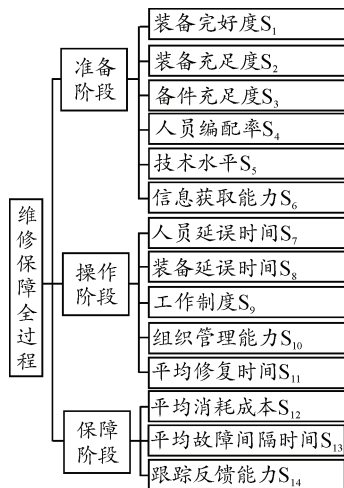 维修保障全过程
准备
阶段
装备完好度S₁
装备充足度S₂
备件充足度S₃
人员编配率S₄
技术水平S₅
信息获取能力S₆
操作
阶段
人员延误时间S₇
装备延误时间S₈
工作制度S₉
组织管理能力S₁₀
平均修复时间S₁₁
保障
阶段
平均消耗成本S₁₂
平均故障间隔时间S₁₃
跟踪反馈能力S₁₄